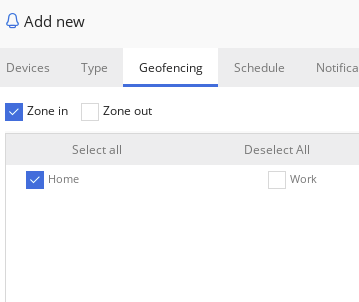 Add new
Devices Type Geofencing Schedule Notifica
Zone in Zone out
Select all Deselect All
Home Work